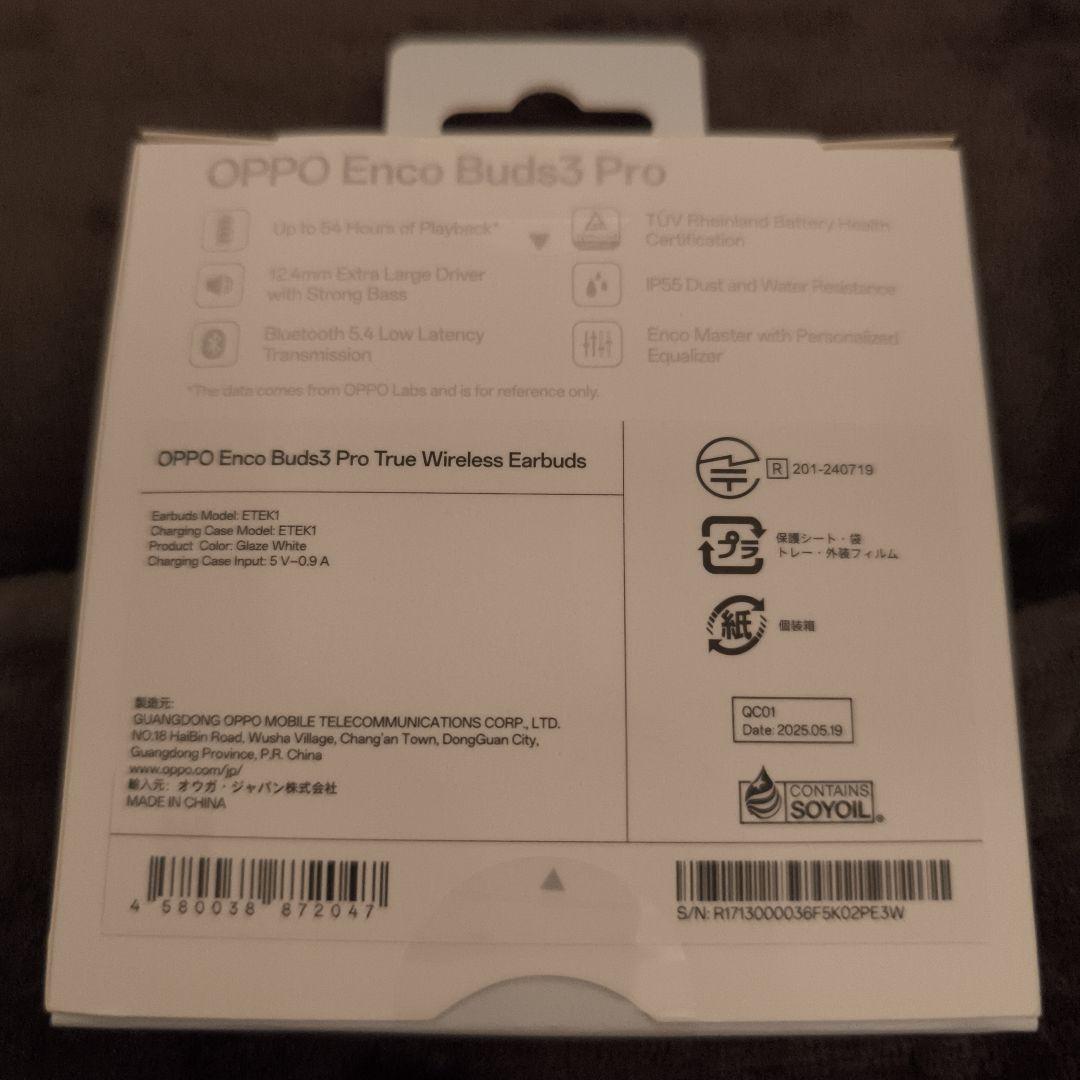 OPPO Enco Buds3 Pro
Up to 54 Hours of Playback*
TÜV Rheinland Battery Health
Certification
12.4mm Extra Large Driver
with Strong Bass
IP55 Dust and Water Resistance
Bluetooth 5.4 Low Latency
Transmission
Enco Master with Personalized
Equalizer
*The data comes from OPPO Labs and is for reference only.
OPPO Enco Buds3 Pro True Wireless Earbuds
Earbuds Model: ETEK1
Charging Case Model: ETEK1
Product Color: Glaze White
Charging Case Input: 5 V⎓0.9 A
製造元:
GUANGDONG OPPO MOBILE TELECOMMUNICATIONS CORP., LTD.
NO.18 HaiBin Road, Wusha Village, Chang'an Town, DongGuan City,
Guangdong Province, P.R. China
www.oppo.com/jp/
輸入元: オウガ・ジャパン株式会社
MADE IN CHINA
R 201-240719
プラ
保護シート・袋
トレー・外装フィルム
紙
個装箱
QC01
Date: 2025.05.19
CONTAINS
SOYOIL®
4 580038 872047
S/N: R1713000036F5K02PE3W